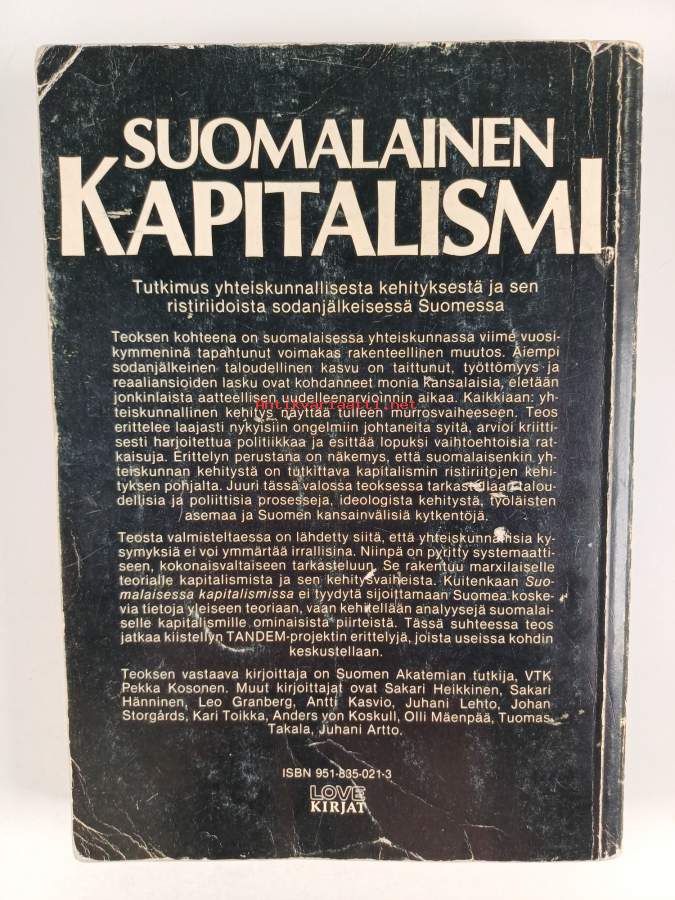 SUOMALAINEN
KAPITALISMI
Tutkimus yhteiskunnallisesta kehityksestä ja sen
ristiriidoista sodanjälkeisessä Suomessa
Teoksen kohteena on suomalaisessa yhteiskunnassa viime vuosi-
kymmeninä tapahtunut voimakas rakenteellinen muutos. Aiempi
sodanjälkeinen taloudellinen kasvu on taittunut, työttömyys ja
reaaliansioiden lasku ovat kohdanneet monia kansalaisia, eletään
jonkinlaista aatteellisen uudelleenarvioinnin aikaa. Kaikkiaan: yh-
Antikvariaatti.net
teiskunnallinen kehitys näyttää tulleen murrosvaiheeseen. Teos
erittelee laajasti nykyisiin ongelmiin johtaneita syitä, arvioi kriitti-
sesti harjoitettua politiikkaa ja esittää lopuksi vaihtoehtoisia rat-
kaisuja. Erittelyn perustana on näkemys, että suomalaisenkin yh-
teiskunnan kehitystä on tutkittava kapitalismin ristiriitojen kehi-
tyksen pohjalta. Juuri tässä valossa teoksessa tarkastellaan talou-
dellisia ja poliittisia prosesseja, ideologista kehitystä, työläisten
asemaa ja Suomen kansainvälisiä kytkentöjä.
Teosta valmisteltaessa on lähdetty siitä, että yhteiskunnallisia ky-
symyksiä ei voi ymmärtää irrallisina. Niinpä on pyritty systemaatti-
seen, kokonaisvaltaiseen tarkasteluun. Se rakentuu marxilaiselle
teorialle kapitalismista ja sen kehitysvaiheista. Kuitenkaan Suo-
malaisessa kapitalismissa ei tyydytä sijoittamaan Suomea koske-
via tietoja yleiseen teoriaan, vaan kehitellään analyysejä suomalai-
selle kapitalismille ominaisista piirteistä. Tässä suhteessa teos
jatkaa kiistellyn TANDEM-projektin erittelyjä, joista useissa kohdin
keskustellaan.
Teoksen vastaava kirjoittaja on Suomen Akatemian tutkija, VTK
Pekka Kosonen. Muut kirjoittajat ovat Sakari Heikkinen, Sakari
Hänninen, Leo Granberg, Antti Kasvio, Juhani Lehto, Johan
Storgårds, Kari Toikka, Anders von Koskull, Olli Mäenpää, Tuomas
Takala, Juhani Artto.
ISBN 951-835-021-3
LOVE
KIRJAT